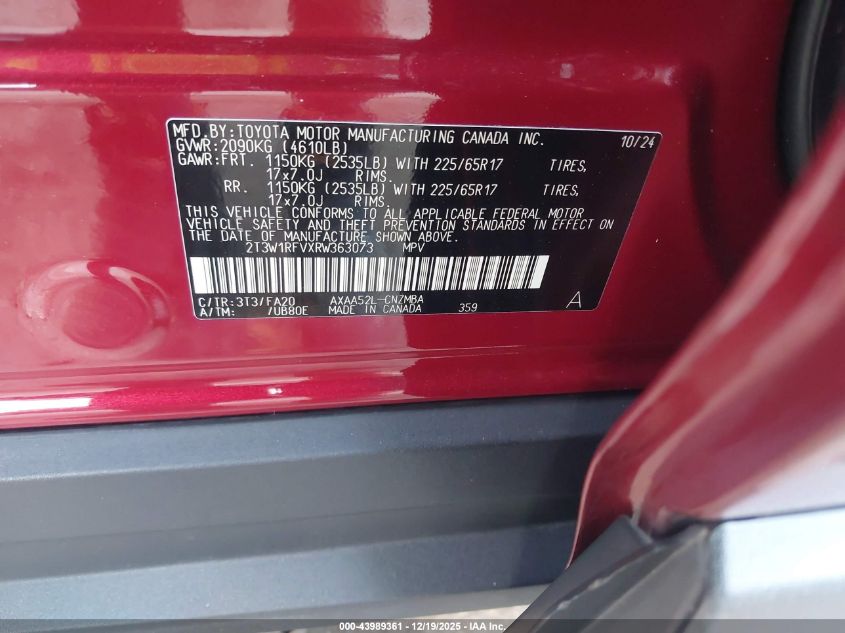 MFD.BY:TOYOTA MOTOR MANUFACTURING CANADA INC. 10/24
GVWR:2090KG (4610LB)
GAWR:FRT. 1150KG (2535LB) WITH 225/65R17 TIRES,
17x7.0J RIMS.
RR. 1150KG (2535LB) WITH 225/65R17 TIRES,
17x7.0J RIMS.
THIS VEHICLE CONFORMS TO ALL APPLICABLE FEDERAL MOTOR
VEHICLE SAFETY AND THEFT PREVENTION STANDARDS IN EFFECT ON
THE DATE OF MANUFACTURE SHOWN ABOVE.
2T3W1RFVXRW363073 MPV
C/TR:3T3/FA20 AXAA52L-CNZMBA
A/TM: /UB80E MADE IN CANADA 359 A
000-43989361 - 12/19/2025 - IAA Inc.